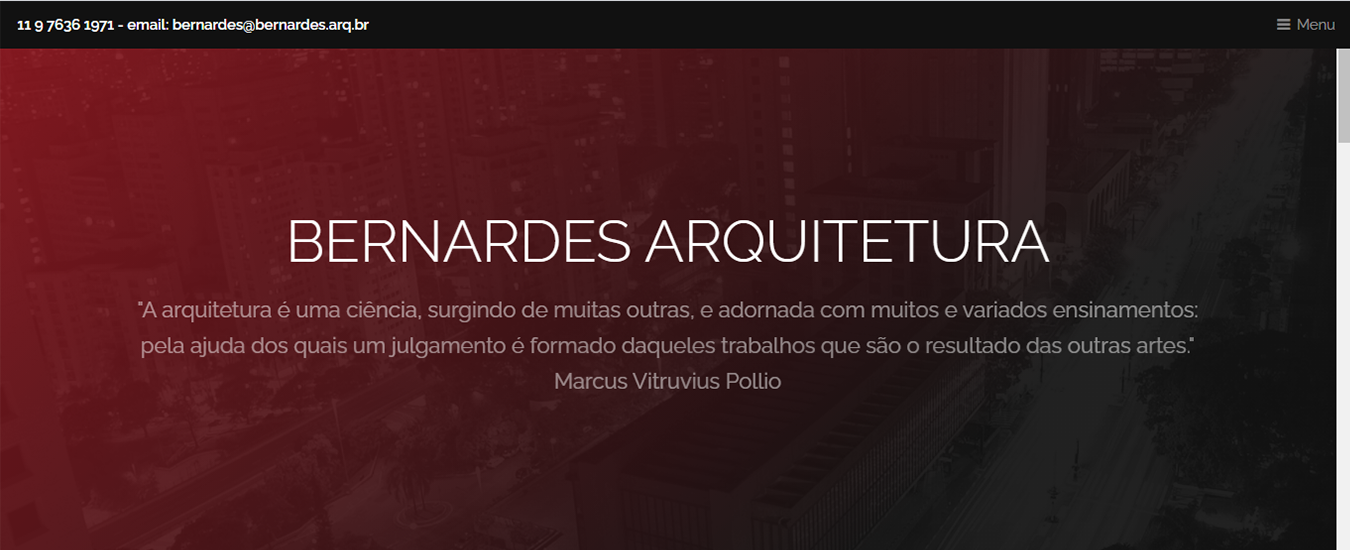 11 9 7636 1971 - email: bernardes@bernardes.arq.br
Menu
BERNARDES ARQUITETURA
"A arquitetura é uma ciência, surgindo de muitas outras, e adornada com muitos e variados ensinamentos:
pela ajuda dos quais um julgamento é formado daqueles trabalhos que são o resultado das outras artes."
Marcus Vitruvius Pollio